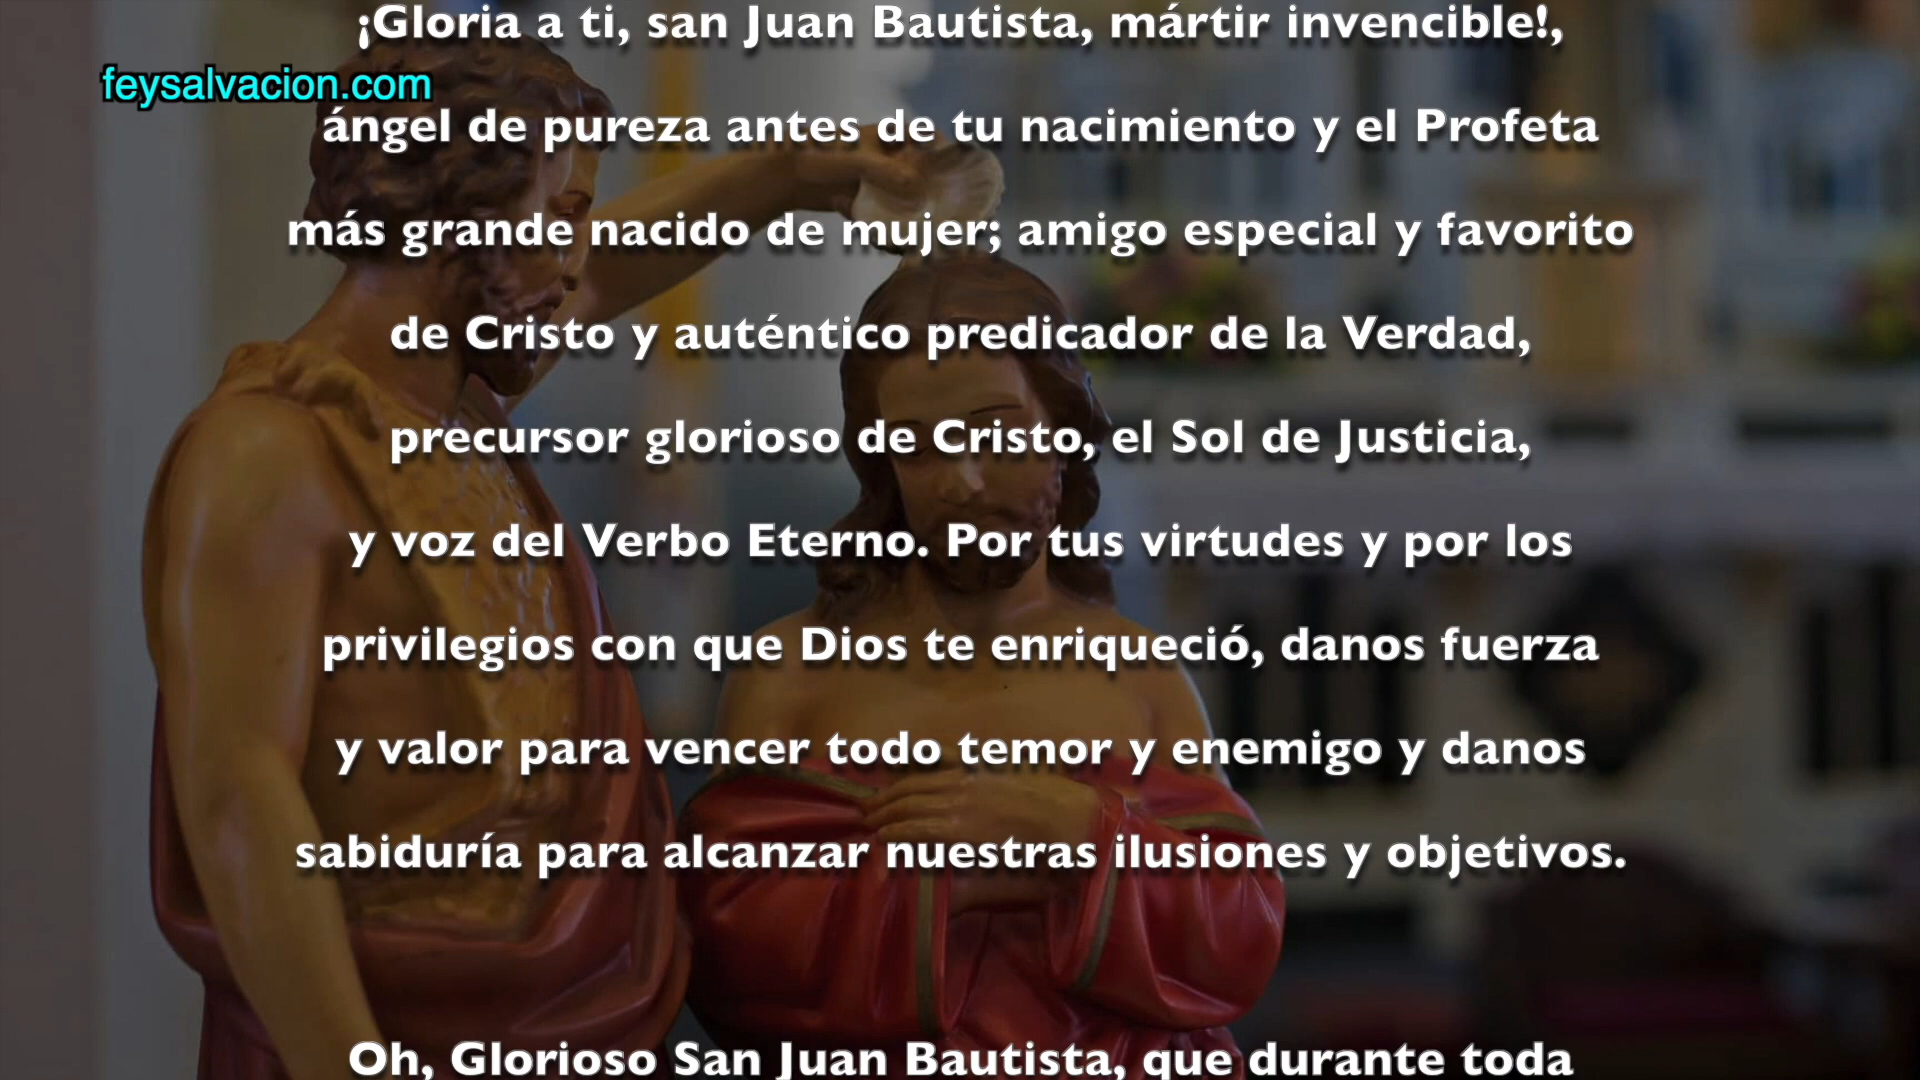 ¡Gloria a ti, san Juan Bautista, mártir invencible!,
feysalvacion.com
ángel de pureza antes de tu nacimiento y el Profeta
más grande nacido de mujer; amigo especial y favorito
de Cristo y auténtico predicador de la Verdad,
precursor glorioso de Cristo, el Sol de Justicia,
y voz del Verbo Eterno. Por tus virtudes y por los
privilegios con que Dios te enriqueció, danos fuerza
y valor para vencer todo temor y enemigo y danos
sabiduría para alcanzar nuestras ilusiones y objetivos.
Oh, Glorioso San Juan Bautista, que durante toda